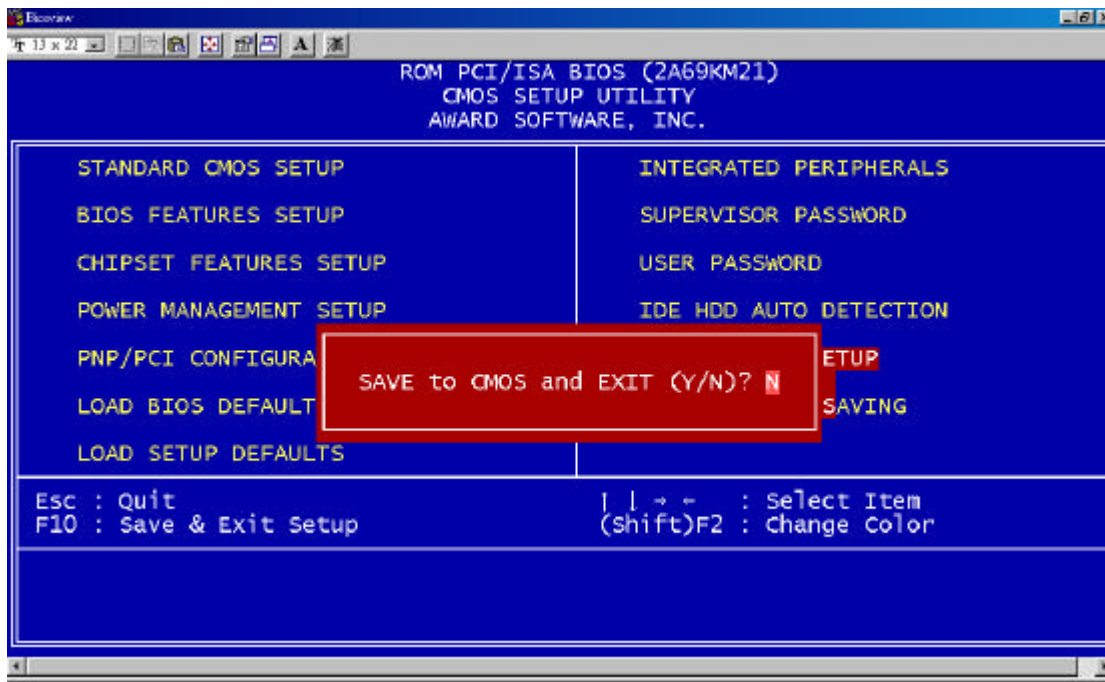 Biosview
13 x 22
A
ROM PCI/ISA BIOS (2A69KM21)
CMOS SETUP UTILITY
AWARD SOFTWARE, INC.
STANDARD CMOS SETUP
INTEGRATED PERIPHERALS
BIOS FEATURES SETUP
SUPERVISOR PASSWORD
CHIPSET FEATURES SETUP
USER PASSWORD
POWER MANAGEMENT SETUP
IDE HDD AUTO DETECTION
PNP/PCI CONFIGURA
ETUP
SAVE to CMOS and EXIT (Y/N)? N
LOAD BIOS DEFAULT
SAVING
LOAD SETUP DEFAULTS
Esc : Quit
↑ ↓ → ← : Select Item
F10 : Save & Exit Setup
(Shift)F2 : Change Color